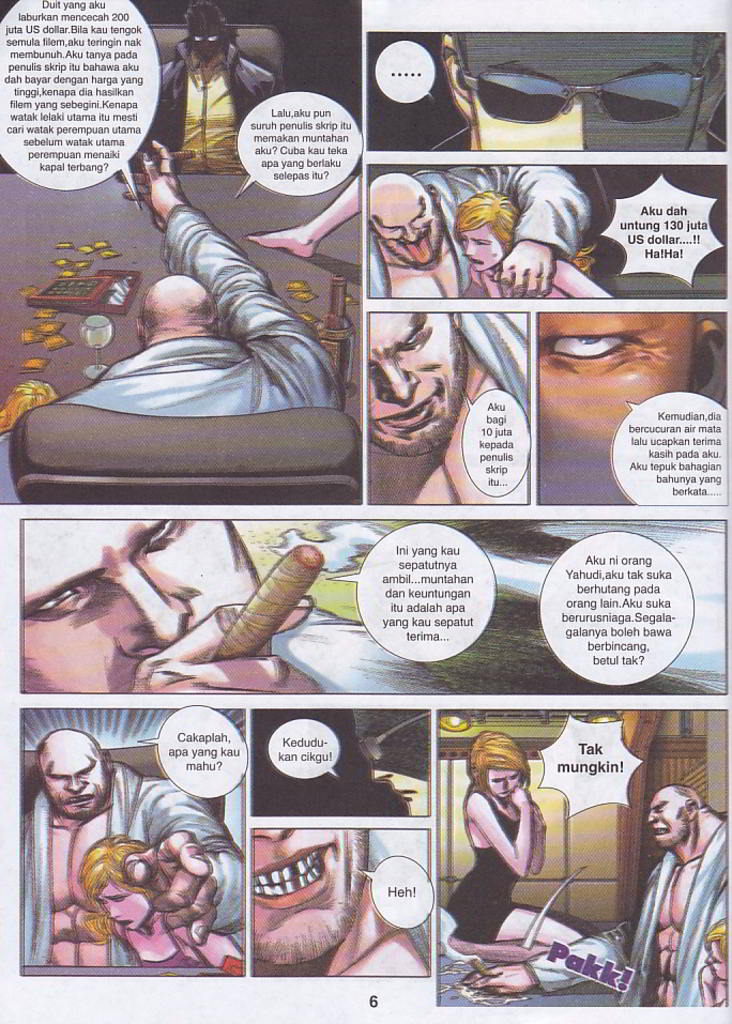 Duit yang aku
laburkan mencecah 200
juta US dollar.Bila kau tengok
semula filem,aku teringin nak
membunuh.Aku tanya pada
penulis skrip itu bahawa aku
dah bayar dengan harga yang
tinggi,kenapa dia hasilkan
filem yang sebegini.Kenapa
watak lelaki utama itu mesti
cari watak perempuan utama
sebelum watak utama
perempuan menaiki
kapal terbang?
Lalu,aku pun
suruh penulis skrip itu
memakan muntahan
aku? Cuba kau teka
apa yang berlaku
selepas itu?
.....
Aku dah
untung 130 juta
US dollar....!!
Ha!Ha!
Aku
bagi
10 juta
kepada
penulis
skrip
itu...
Kemudian,dia
bercucuran air mata
lalu ucapkan terima
kasih pada aku.
Aku tepuk bahagian
bahunya yang
berkata.....
Ini yang kau
sepatutnya
ambil...muntahan
dan keuntungan
itu adalah apa
yang kau sepatut
terima...
Aku ni orang
Yahudi,aku tak suka
berhutang pada
orang lain.Aku suka
berurusniaga.Segala-
galanya boleh bawa
berbincang,
betul tak?
Cakaplah,
apa yang kau
mahu?
Kedudu-
kan cikgu!
Heh!
Tak
mungkin!
Pakk!
6